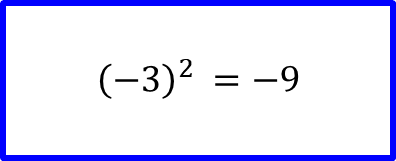 (−3)² = −9